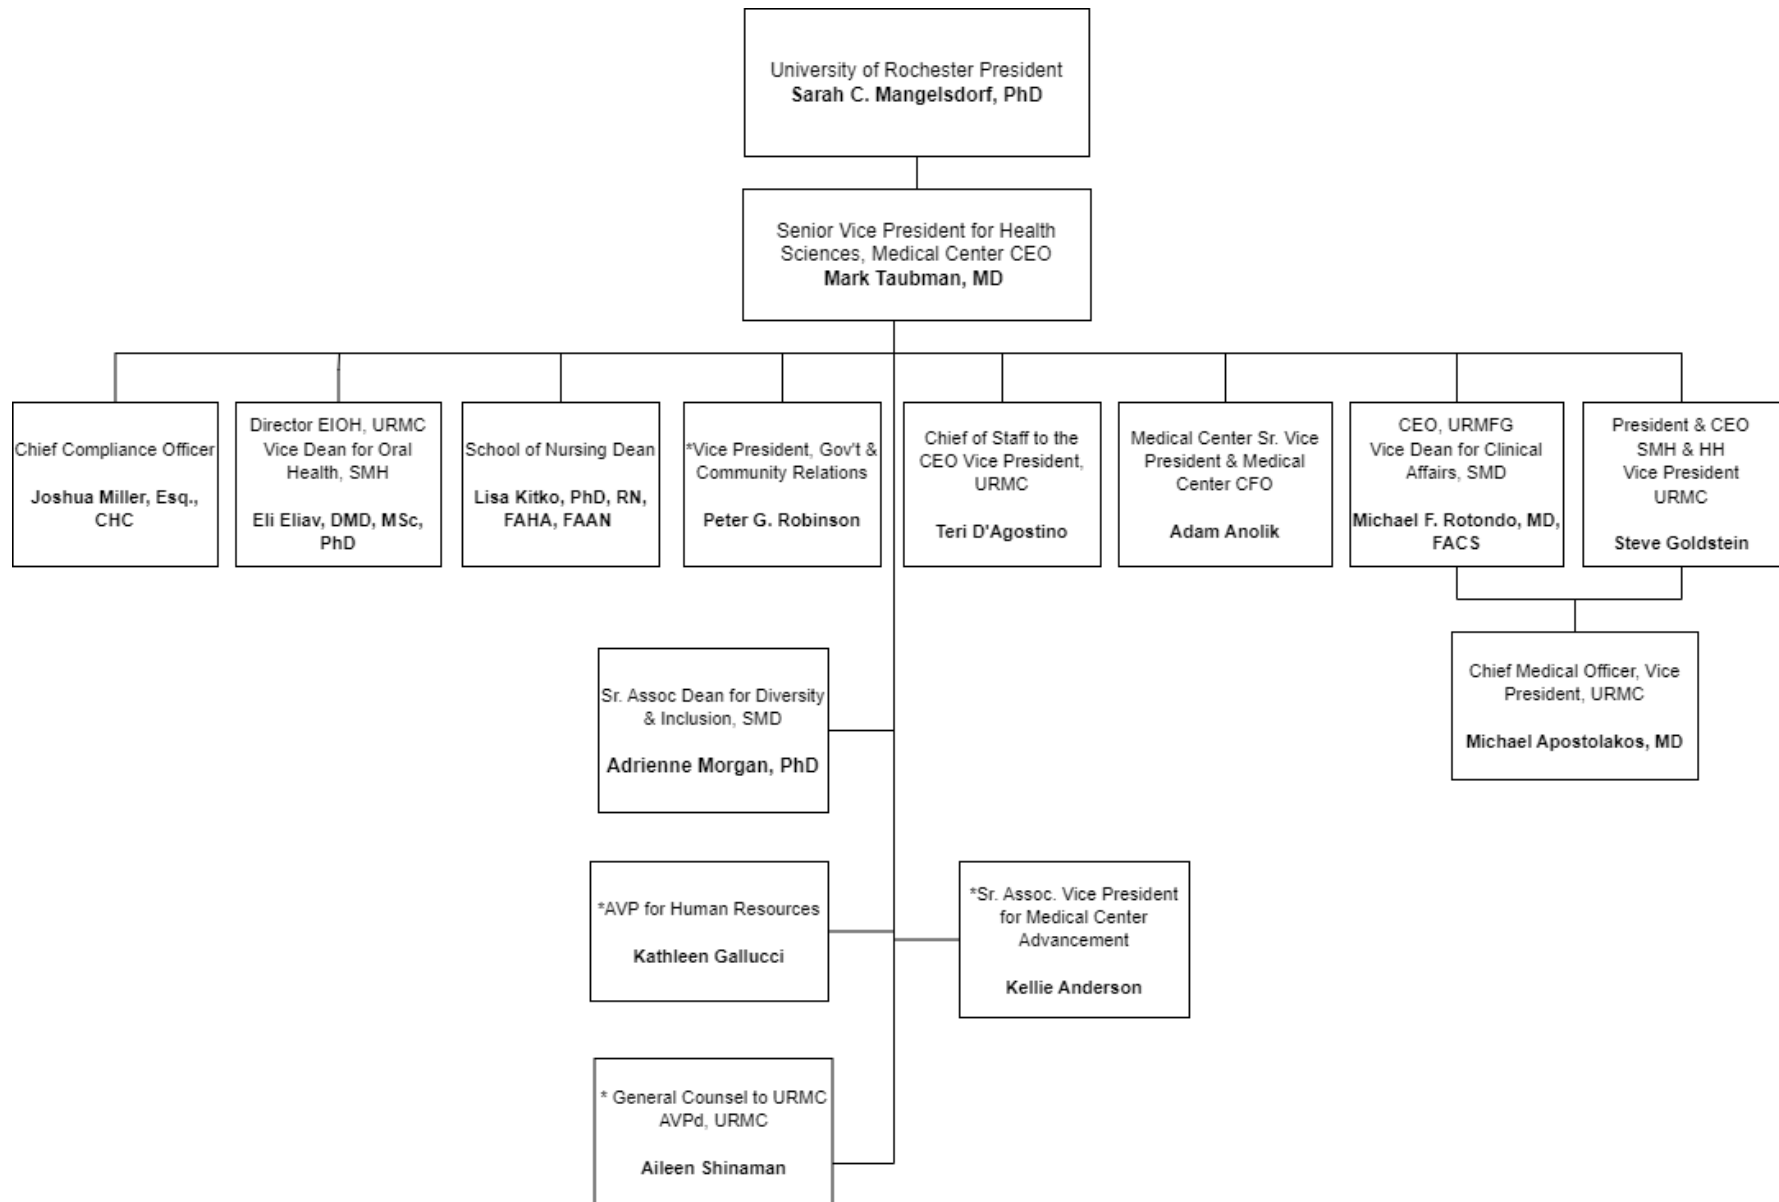 University of Rochester President
Sarah C. Mangelsdorf, PhD
Senior Vice President for Health
Sciences, Medical Center CEO
Mark Taubman, MD
Chief Compliance Officer
Joshua Miller, Esq.,
CHC
Director EIOH, URMC
Vice Dean for Oral
Health, SMH
Eli Eliav, DMD, MSc,
PhD
School of Nursing Dean
Lisa Kitko, PhD, RN,
FAHA, FAAN
*Vice President, Gov't &
Community Relations
Peter G. Robinson
Chief of Staff to the
CEO Vice President,
URMC
Teri D'Agostino
Medical Center Sr. Vice
President & Medical
Center CFO
Adam Anolik
CEO, URMFG
Vice Dean for Clinical
Affairs, SMD
Michael F. Rotondo, MD,
FACS
President & CEO
SMH & HH
Vice President
URMC
Steve Goldstein
Chief Medical Officer, Vice
President, URMC
Michael Apostolakos, MD
Sr. Assoc Dean for Diversity
& Inclusion, SMD
Adrienne Morgan, PhD
*AVP for Human Resources
Kathleen Gallucci
*Sr. Assoc. Vice President
for Medical Center
Advancement
Kellie Anderson
* General Counsel to URMC
AVPd, URMC
Aileen Shinaman